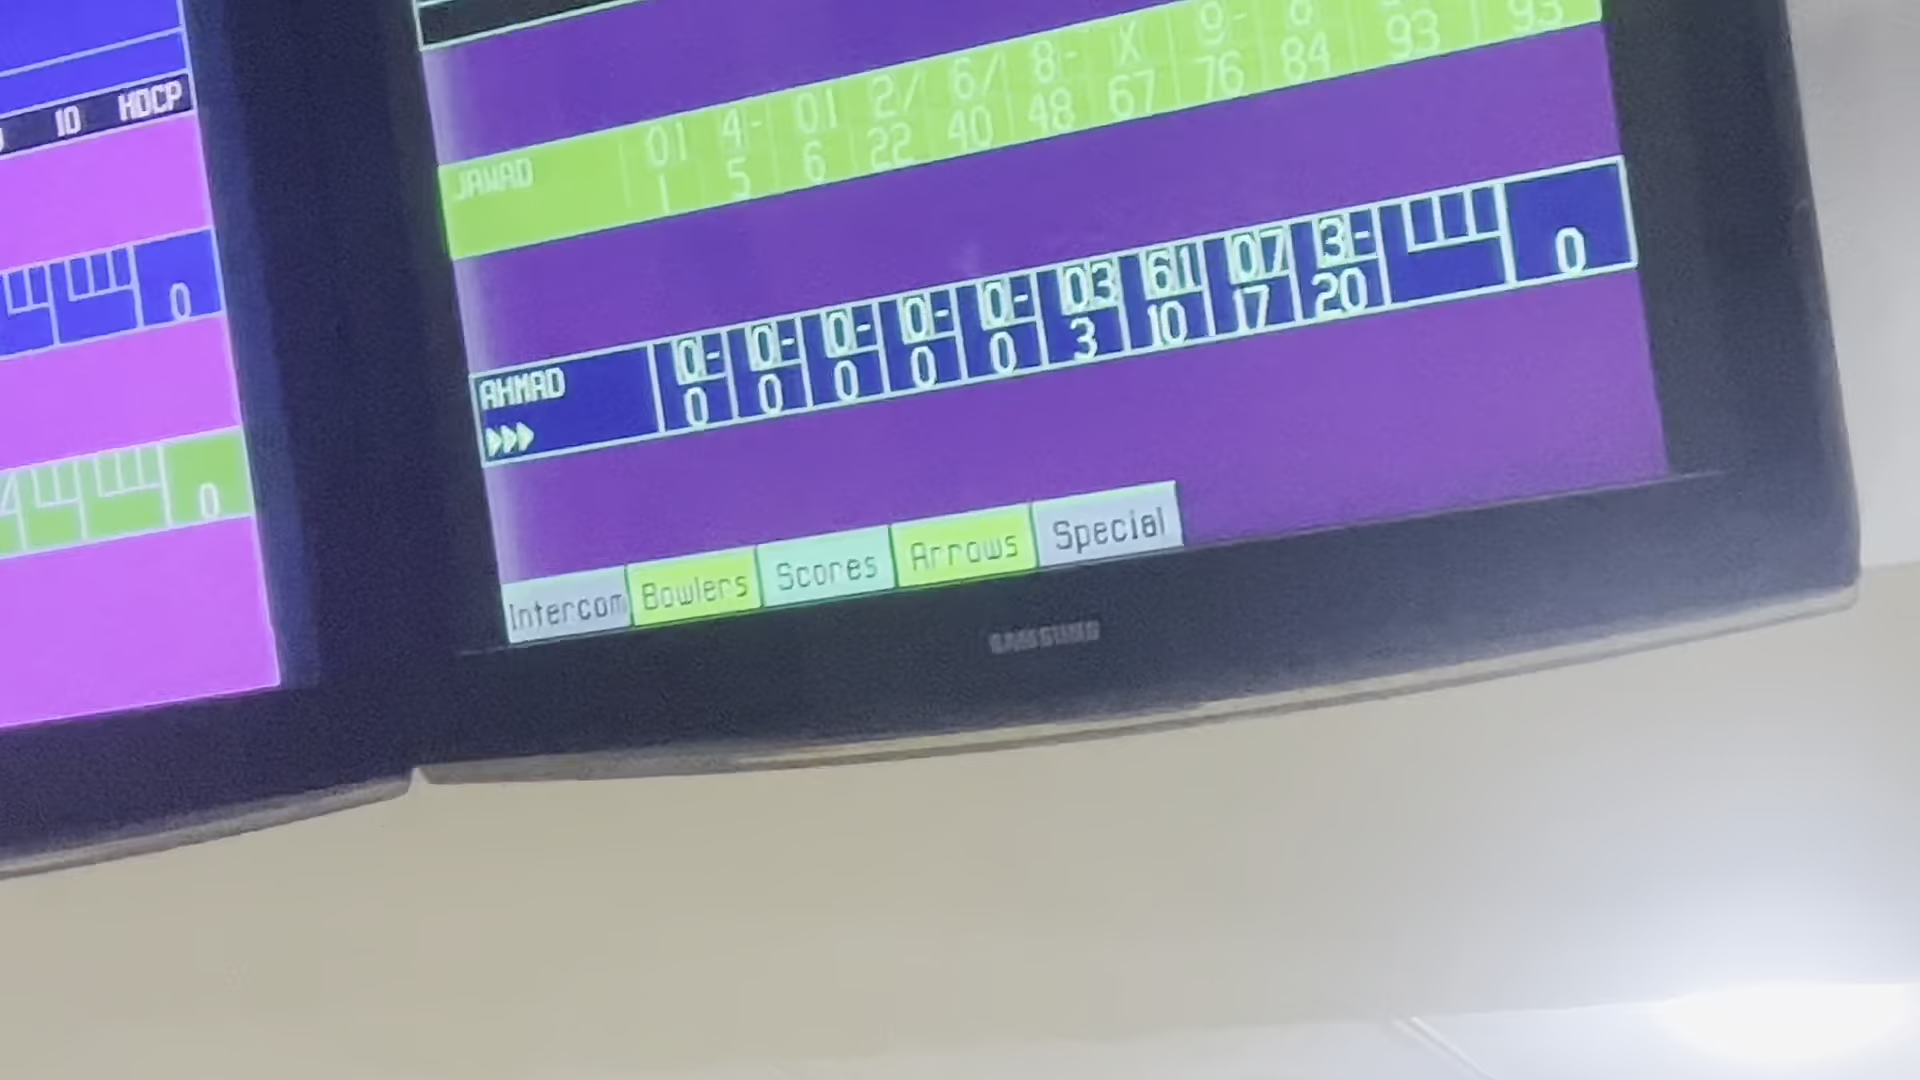 10 HDCP
0
0
01 4- 01 2/ 6/ 8- X 9- 8
JAWAD 1 5 6 22 40 48 67 76 84 93 93
0- 0- 0- 0- 0- 03 61 07 3-
AHMAD 0 0 0 0 0 3 10 17 20 0
Intercom Bowlers Scores Arrows Special
SAMSUNG